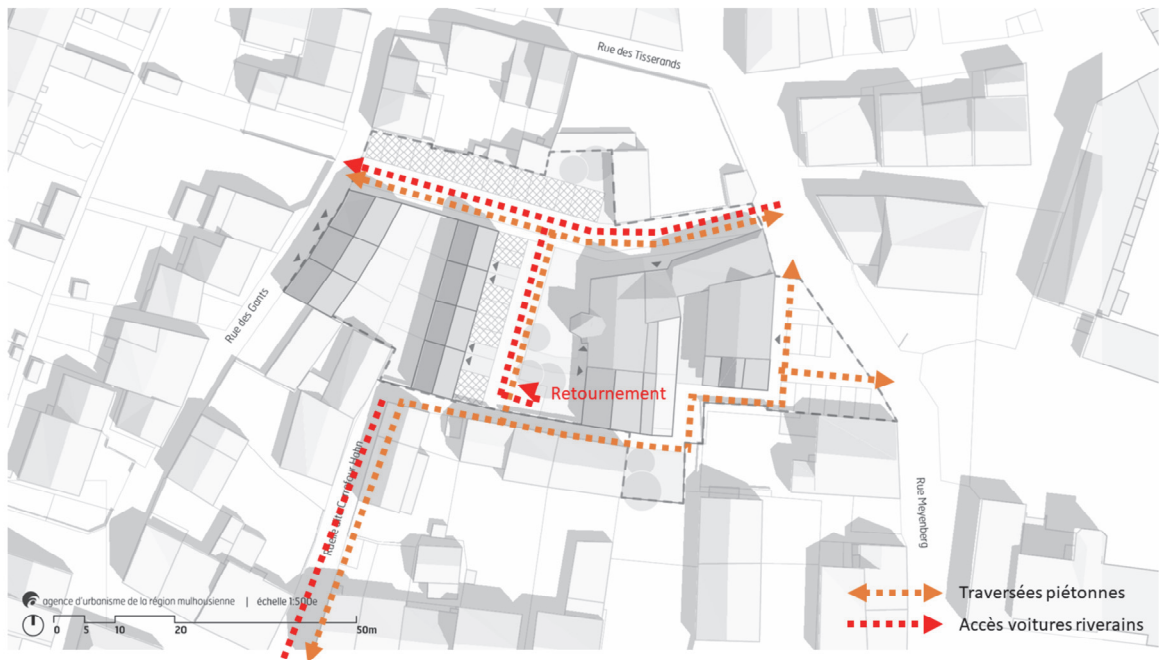 Rue des Tisserands
Rue des Gants
Retournement
Rue Meyenberg
agence d'urbanisme de la région mulhousienne | échelle 1:500e
0 5 10 20 50m
Traversées piétonnes
Accès voitures riverains